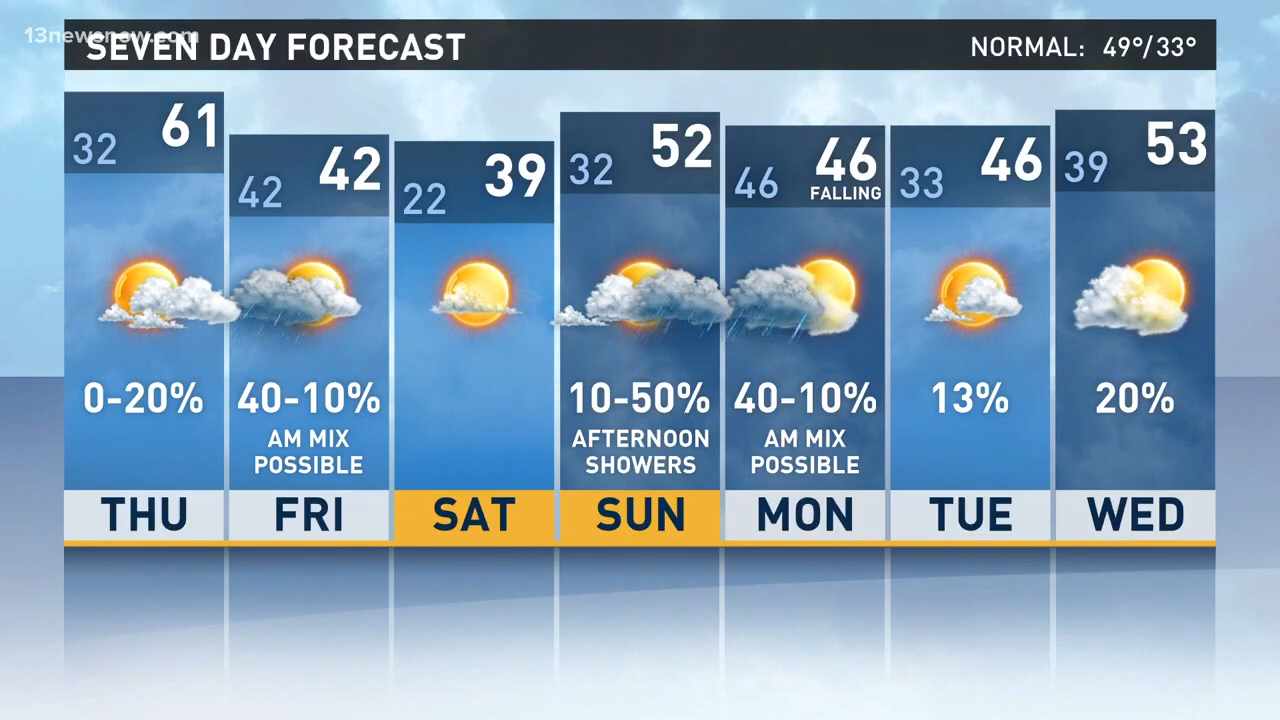 13newsnow.com
SEVEN DAY FORECAST
NORMAL: 49°/33°
32 61
42 42
22 39
32 52
46 46
FALLING
33 46
39 53
0-20%
40-10%
AM MIX
POSSIBLE
10-50%
AFTERNOON
SHOWERS
40-10%
AM MIX
POSSIBLE
13%
20%
THU
FRI
SAT
SUN
MON
TUE
WED